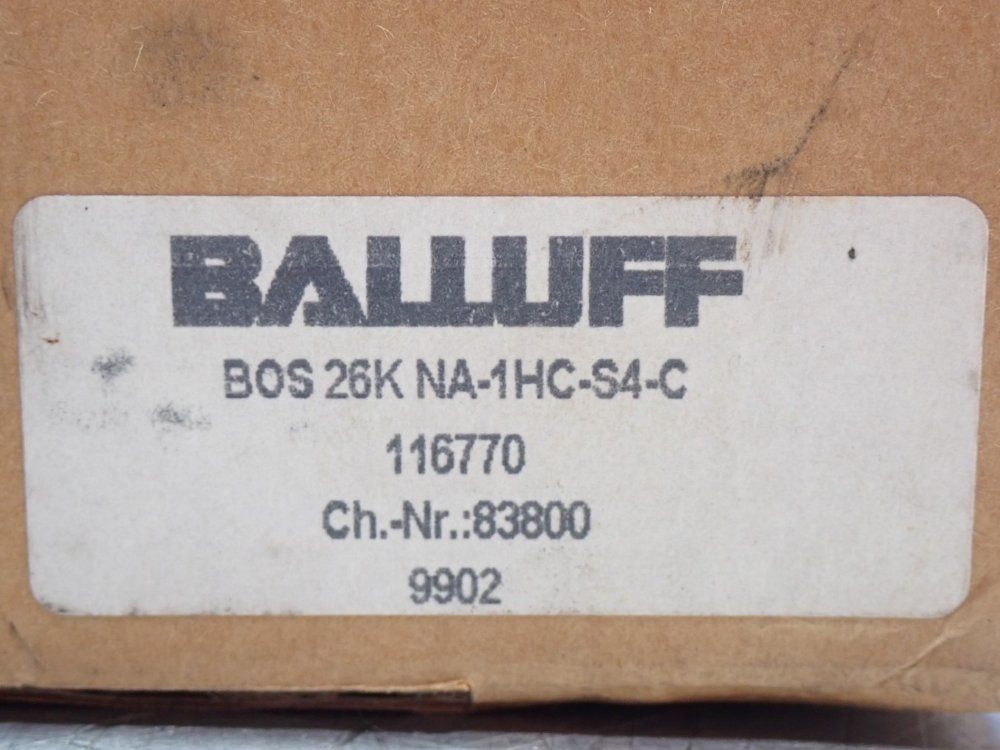 BALLUFF
BOS 26K NA-1HC-S4-C
116770
Ch.-Nr.:83800
9902